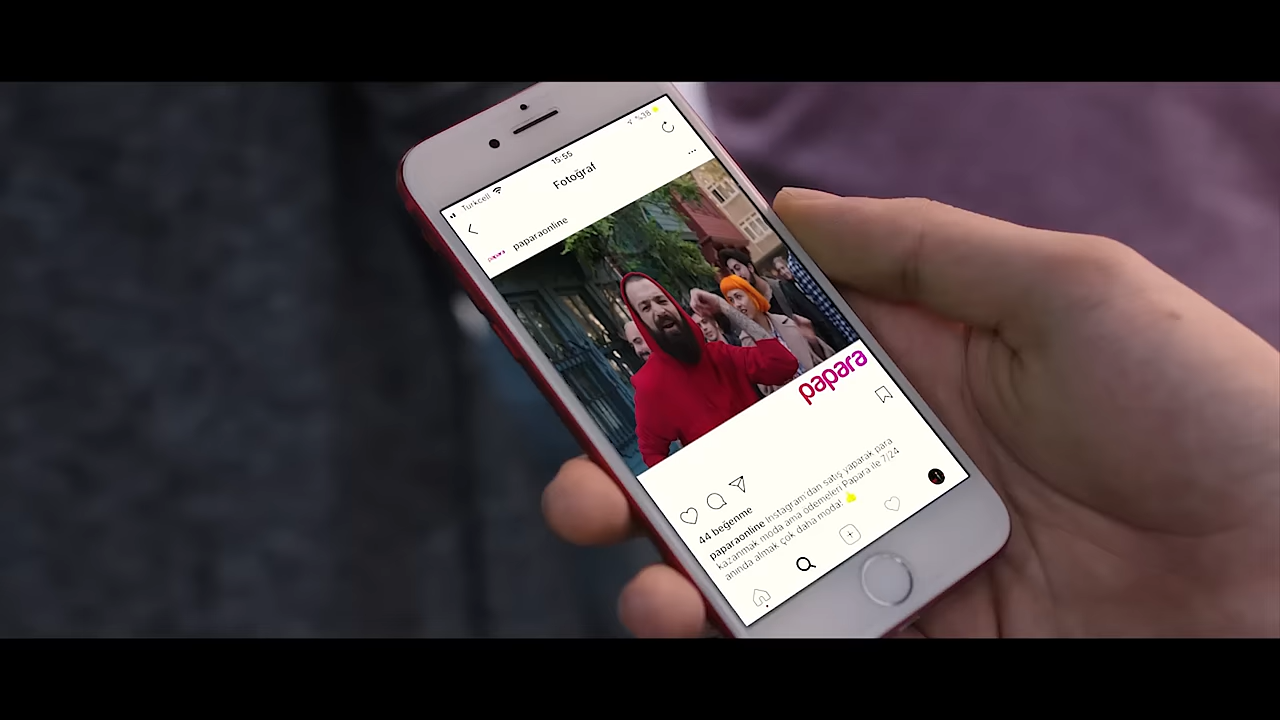 Turkcell 15:55 %38
Fotoğraf
paparaonline
papara
44 beğenme
paparaonline Instagram'dan satış yaparak para
kazanmak moda ama ödemeleri Papara ile 7/24
anında almak çok daha moda!